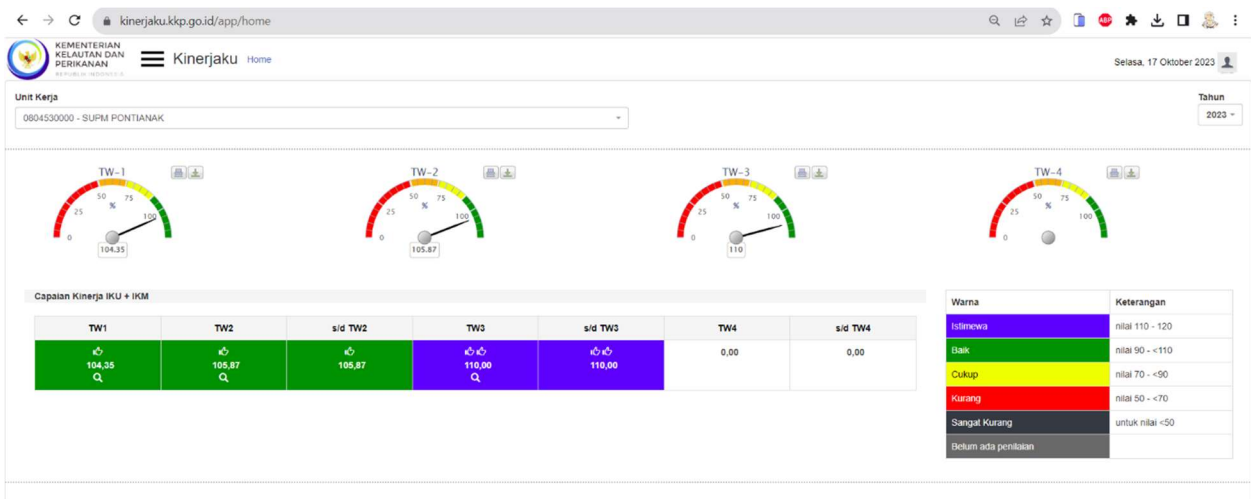 kinerjaku.kkp.go.id/app/home
ABP
KEMENTERIAN
KELAUTAN DAN
PERIKANAN
REPUBLIK INDONESIA
Kinerjaku Home
Selasa, 17 Oktober 2023
Unit Kerja
Tahun
0804530000 - SUPM PONTIANAK
2023
TW-1
0
25
50
75
100
%
104.35
TW-2
0
25
50
75
100
%
105.87
TW-3
0
25
50
75
100
%
110
TW-4
0
25
50
75
100
%
Capaian Kinerja IKU + IKM
TW1 TW2 s/d TW2 TW3 s/d TW3 TW4 s/d TW4
104,35 105,87 105,87 110,00 110,00 0,00 0,00
Warna Keterangan
Istimewa nilai 110 - 120
Baik nilai 90 - <110
Cukup nilai 70 - <90
Kurang nilai 50 - <70
Sangat Kurang untuk nilai <50
Belum ada penilaian